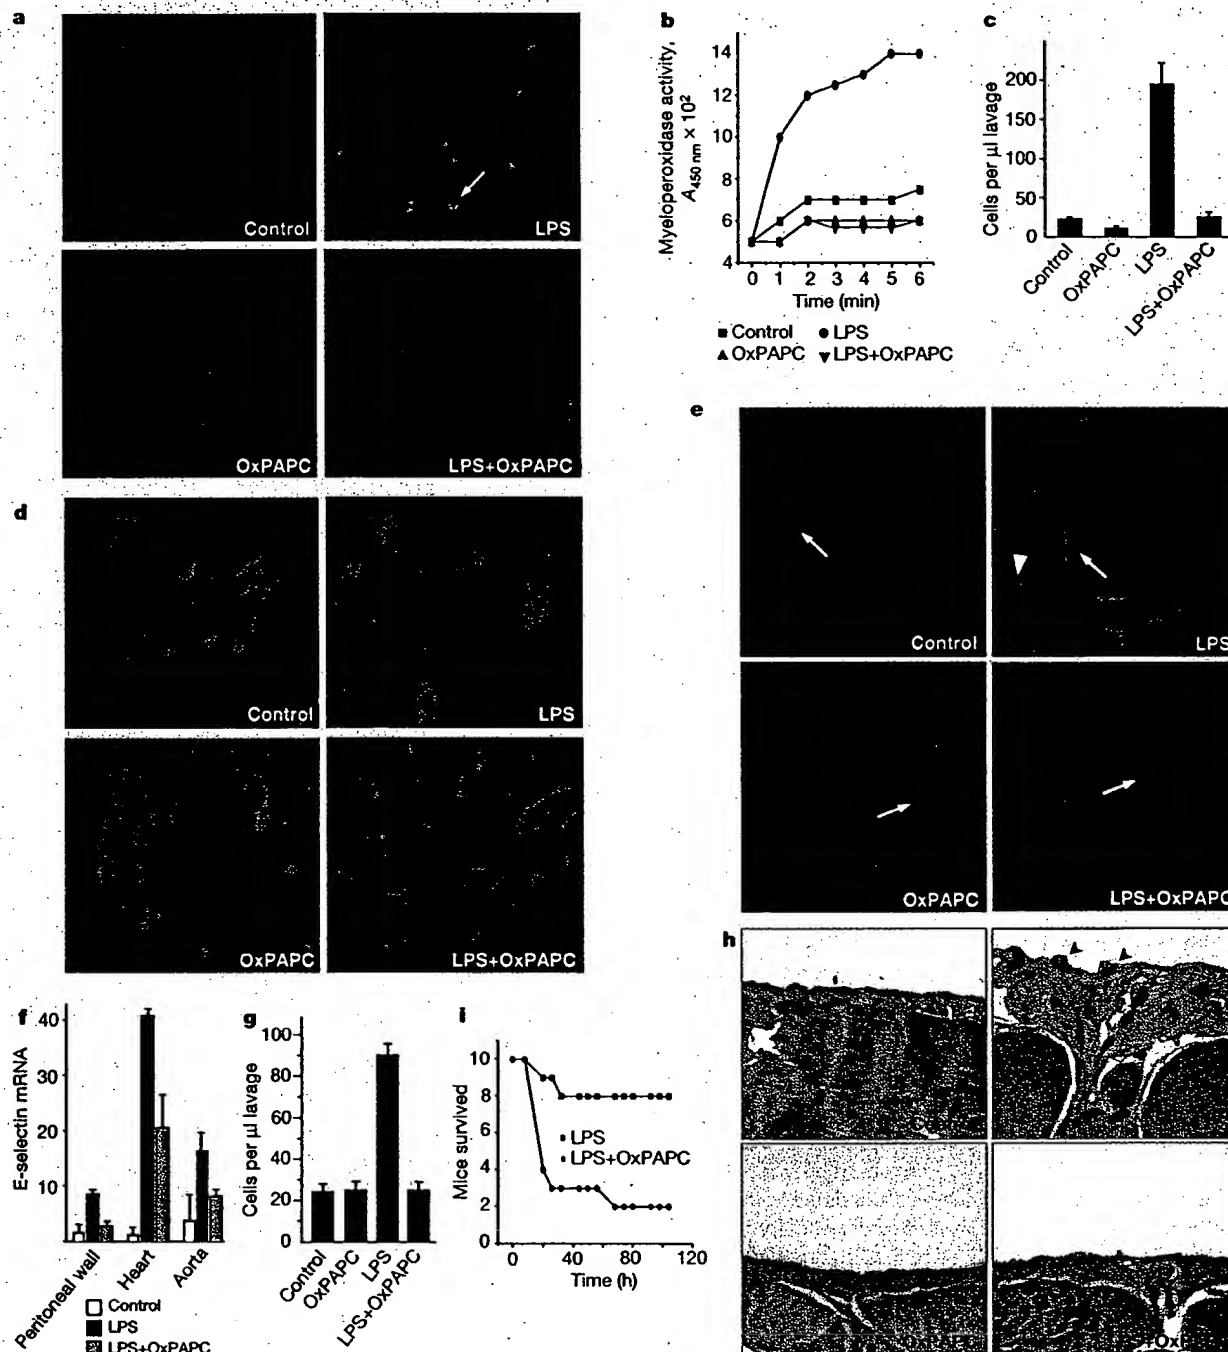 a
Control
LPS
OxPAPC
LPS+OxPAPC
b
Myeloperoxidase activity,
A450 nm × 10²
14
12
10
8
6
4
0 1 2 3 4 5 6
Time (min)
Control LPS
OxPAPC LPS+OxPAPC
c
Cells per µl lavage
200
150
100
50
0
Control
OxPAPC
LPS
LPS+OxPAPC
d
Control
LPS
OxPAPC
LPS+OxPAPC
e
Control
LPS
OxPAPC
LPS+OxPAPC
f
E-selectin mRNA
40
30
20
10
Peritoneal wall
Heart
Aorta
Control
LPS
LPS+OxPAPC
g
Cells per µl lavage
100
80
60
40
20
0
Control
OxPAPC
LPS
LPS+OxPAPC
h
i
Mice survived
10
8
6
4
2
0
LPS
LPS+OxPAPC
0 40 80 120
Time (h)